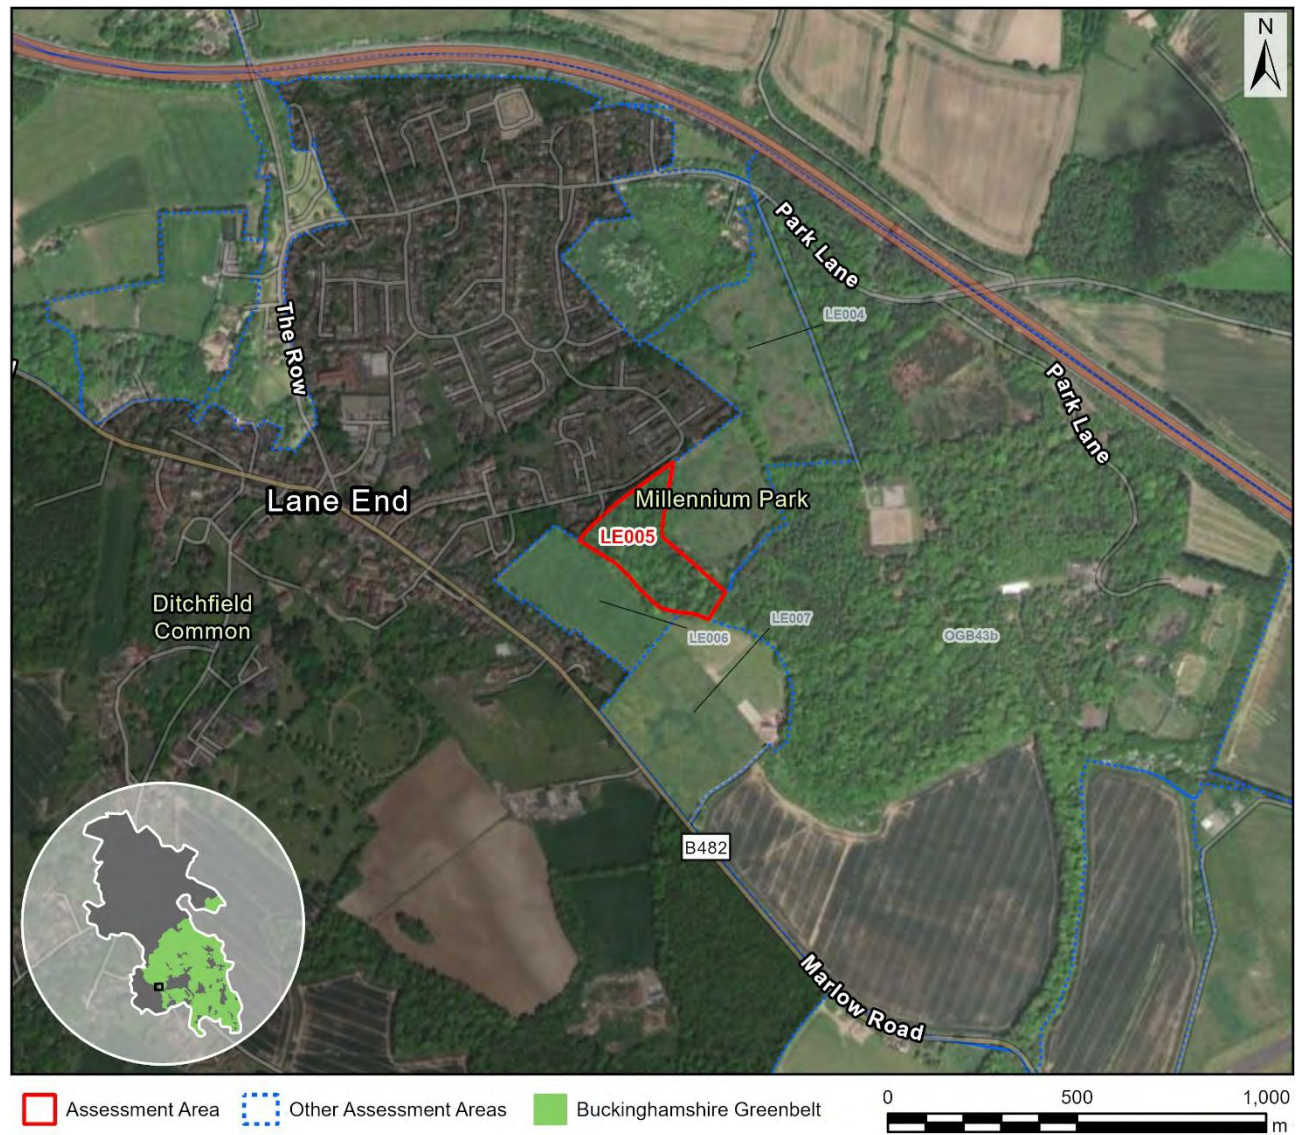 N
Park Lane
LE004
The Row
Park Lane
Lane End
Millennium Park
LE005
Ditchfield
Common
LE006
LE007
OGB43b
B482
Marlow Road
Assessment Area
Other Assessment Areas
Buckinghamshire Greenbelt
0 500 1,000
m